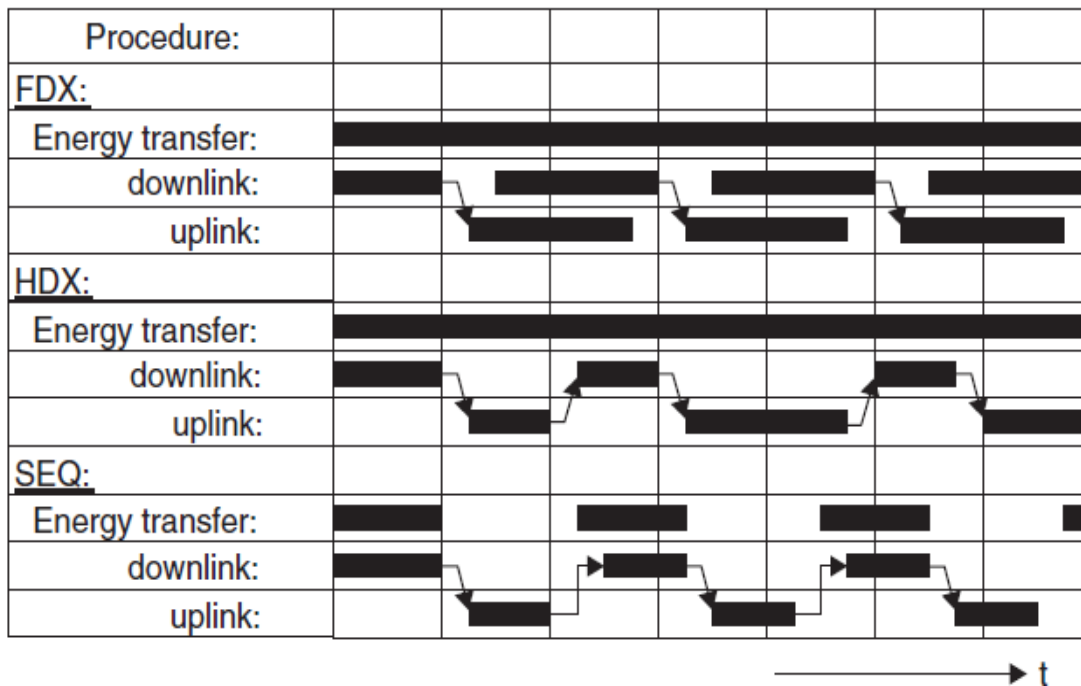 Procedure:
FDX:
Energy transfer:
downlink:
uplink:
HDX:
Energy transfer:
downlink:
uplink:
SEQ:
Energy transfer:
downlink:
uplink:
t